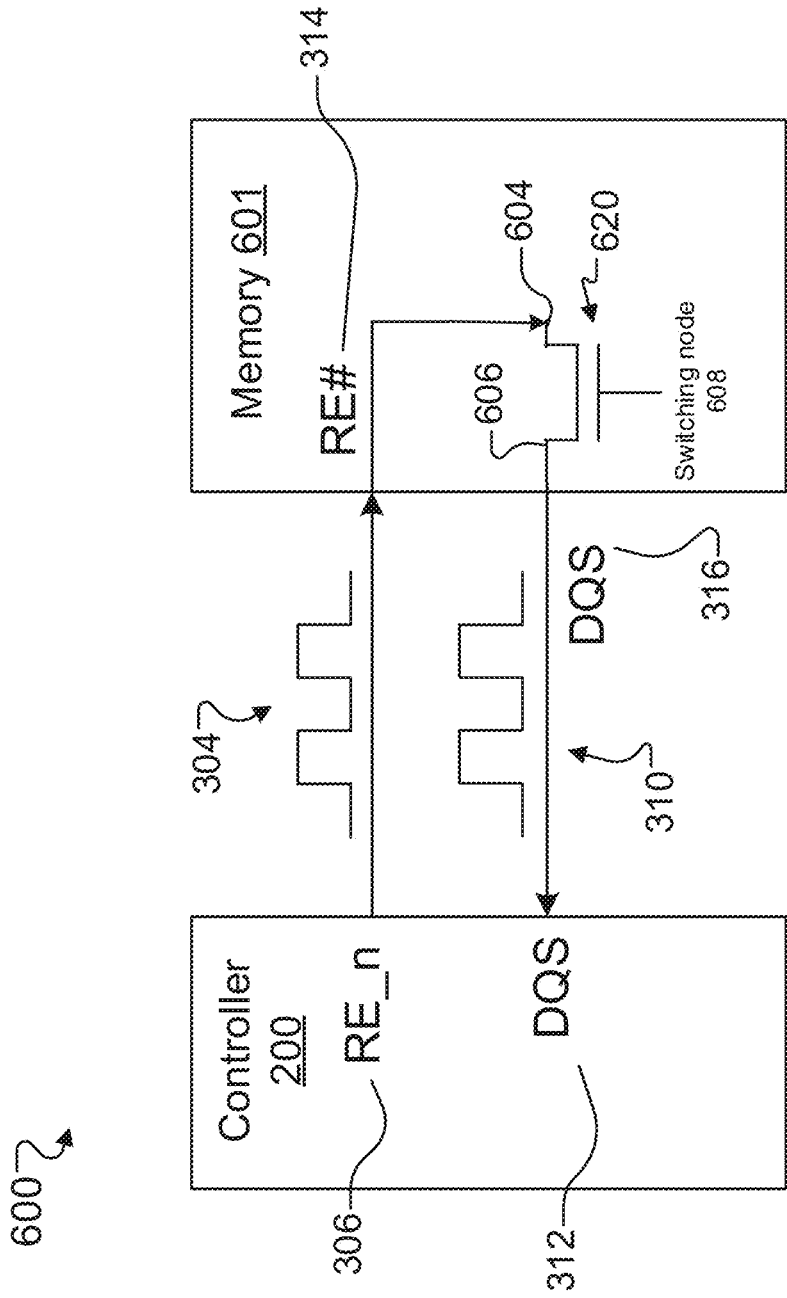 600
Controller
200
306
RE_n
312
DQS
304
310
DQS
316
Memory 601
RE#
314
606
604
620
Switching node
608